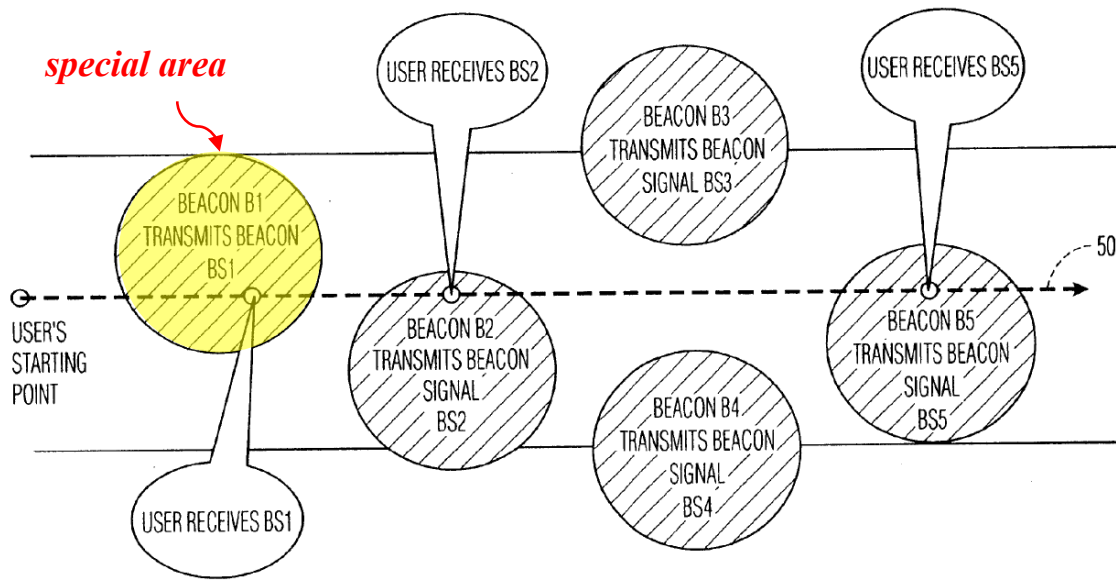 special area
USER RECEIVES BS2
USER RECEIVES BS5
BEACON B3
TRANSMITS BEACON
SIGNAL BS3
BEACON B1
TRANSMITS BEACON
BS1
50
USER'S
STARTING
POINT
BEACON B2
TRANSMITS BEACON
SIGNAL
BS2
BEACON B5
TRANSMITS BEACON
SIGNAL
BS5
BEACON B4
TRANSMITS BEACON
SIGNAL
BS4
USER RECEIVES BS1